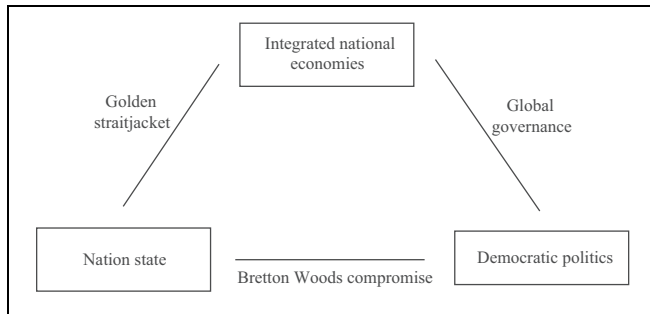 Integrated national
economies
Golden
straitjacket
Global
governance
Nation state
Democratic politics
Bretton Woods compromise